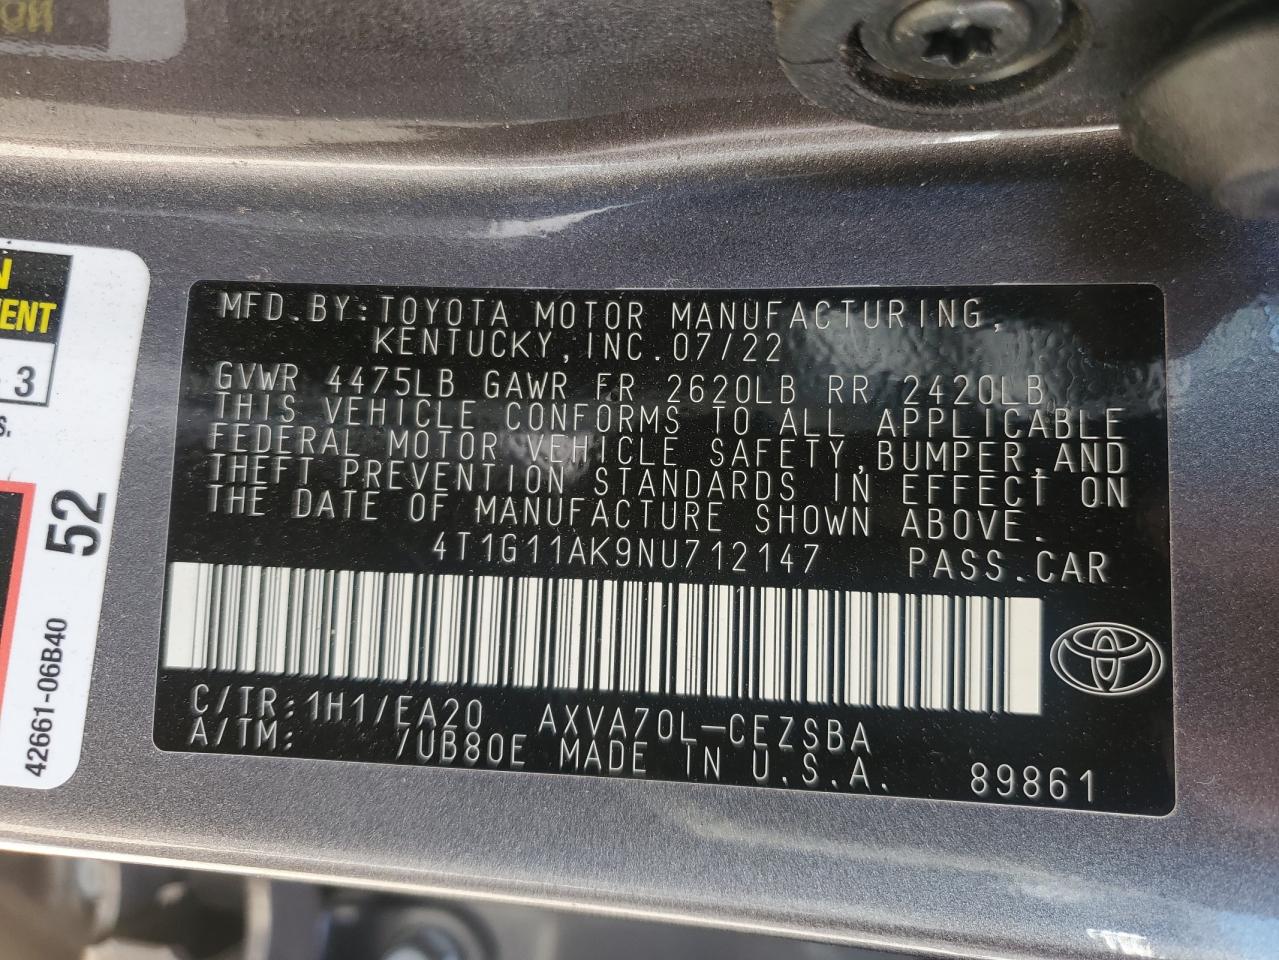 MFD.BY:TOYOTA MOTOR MANUFACTURING,
KENTUCKY,INC.07/22
GVWR 4475LB GAWR FR 2620LB RR 2420LB
THIS VEHICLE CONFORMS TO ALL APPLICABLE
FEDERAL MOTOR VEHICLE SAFETY,BUMPER,AND
THEFT PREVENTION STANDARDS IN EFFECT ON
THE DATE OF MANUFACTURE SHOWN ABOVE.
4T1G11AK9NU712147 PASS.CAR
C/TR:1H1/EA20 AXVA70L-CEZSBA
A/TM: /UB80E MADE IN U.S.A. 89861
3
52
42661-06B40